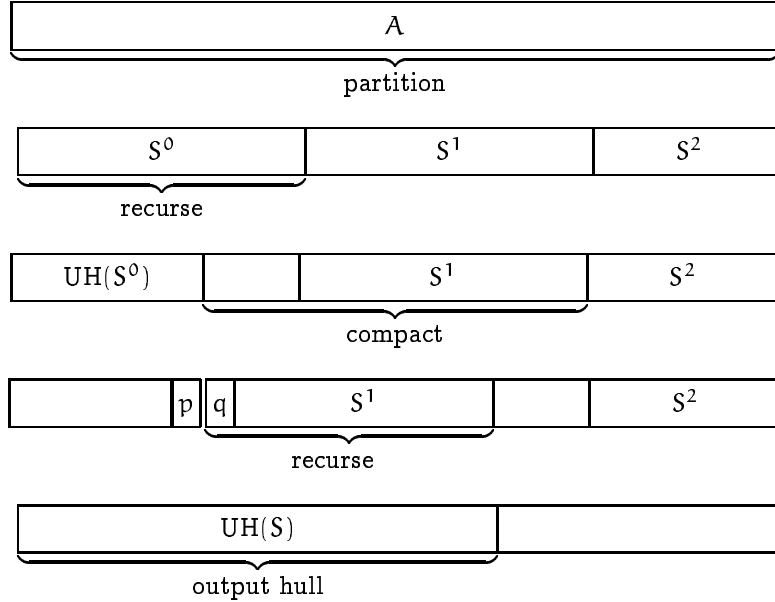 A
partition
S⁰ S¹ S²
recurse
UH(S⁰) S¹ S²
compact
p q S¹ S²
recurse
UH(S)
output hull